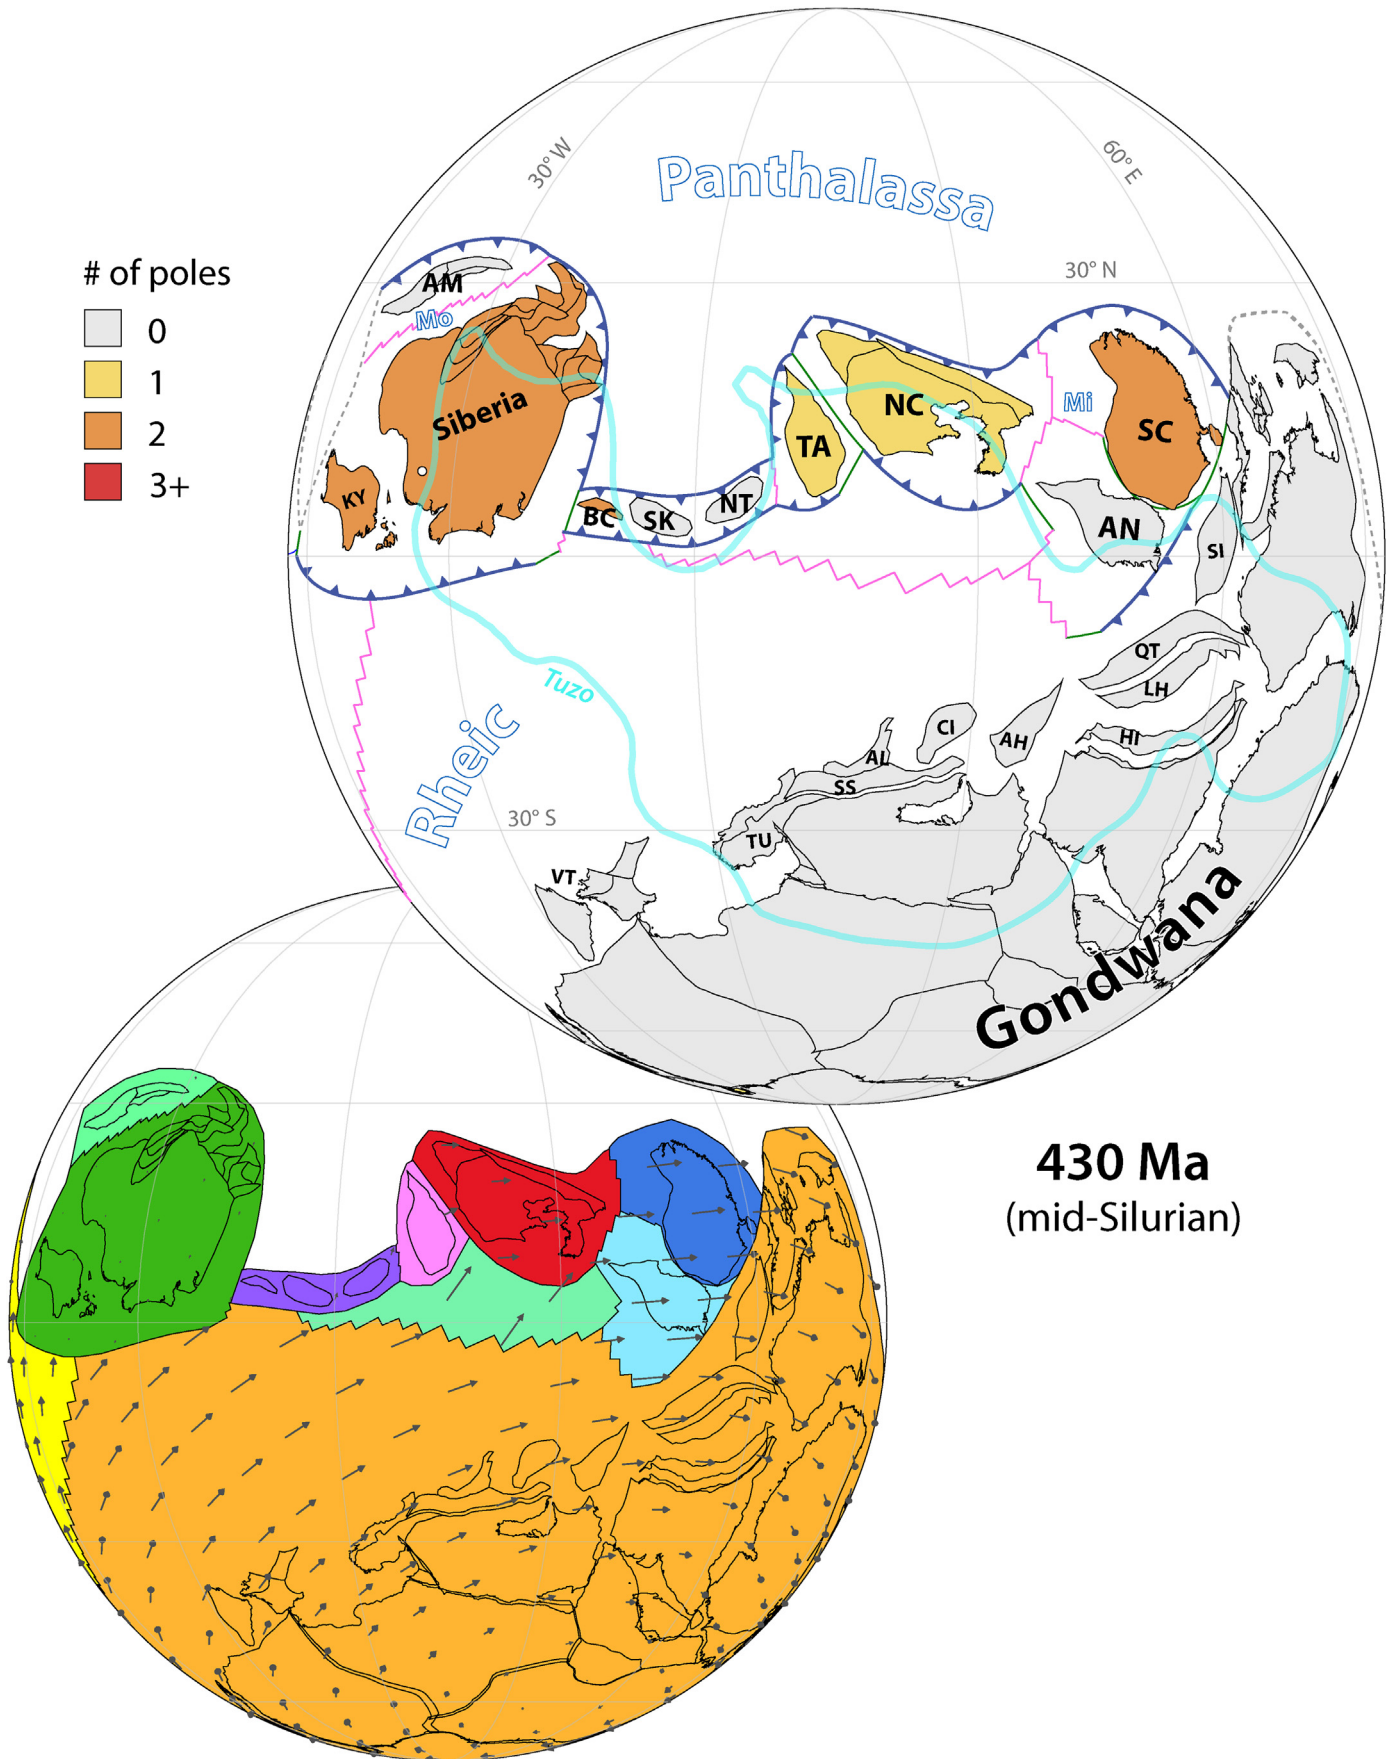 Panthalassa
30° W
60° E
30° N
# of poles
0
1
2
3+
AM
Mo
Siberia
KY
BC
SK
NT
TA
NC
Mi
SC
AN
SI
QT
LH
HI
Tuzo
Rheic
CI
AH
AL
SS
TU
VT
30° S
Gondwana
430 Ma
(mid-Silurian)